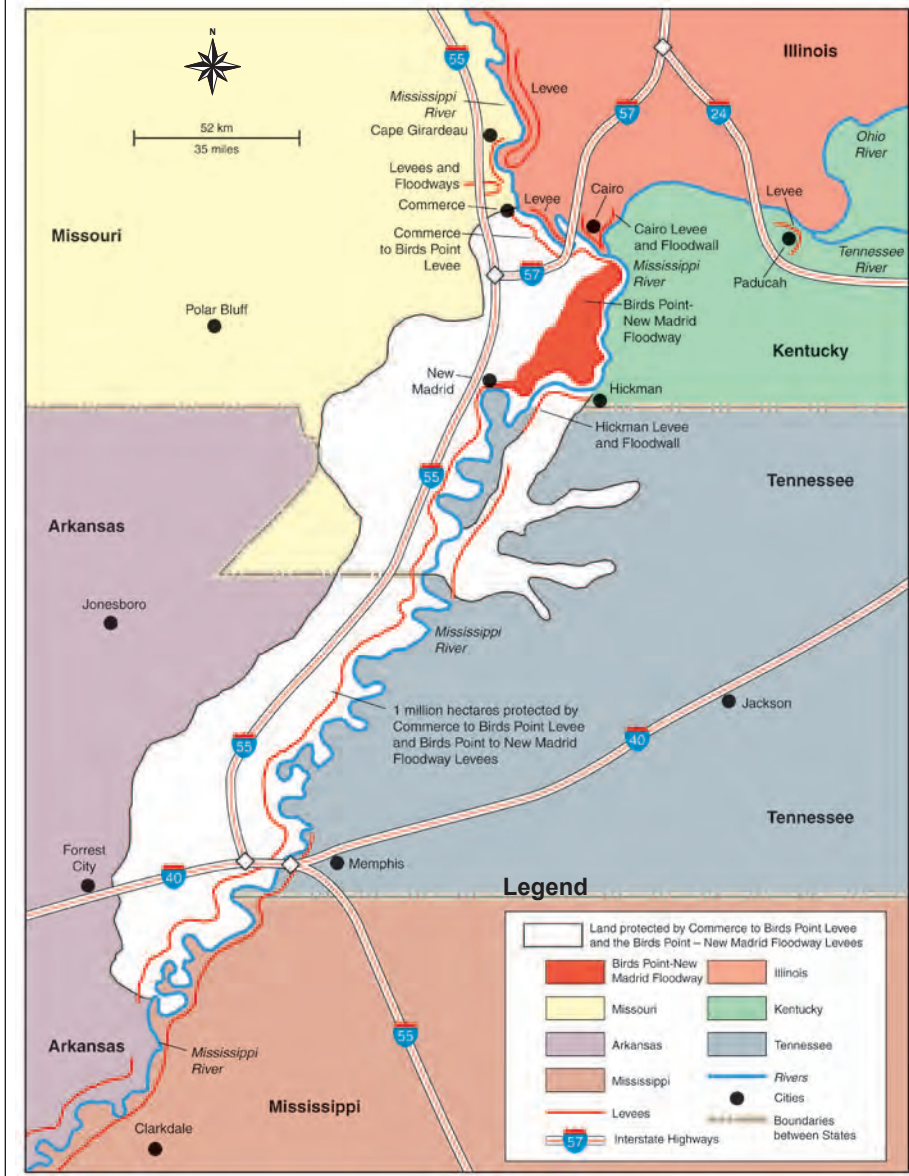 N
55
Illinois
52 km
35 miles
Mississippi
River
Levee
57
24
Cape Girardeau
Ohio
River
Levees and
Floodways
Levee
Cairo
Levee
Commerce
Missouri
Commerce
to Birds Point
Levee
Cairo Levee
and Floodwall
Tennessee
River
57
Mississippi
River
Paducah
Polar Bluff
Birds Point-
New Madrid
Floodway
Kentucky
New
Madrid
Hickman
Hickman Levee
and Floodwall
55
Tennessee
Arkansas
Jonesboro
Mississippi
River
1 million hectares protected by
Commerce to Birds Point Levee
and Birds Point to New Madrid
Floodway Levees
Jackson
55
40
Tennessee
Forrest
City
Memphis
40
Legend
Land protected by Commerce to Birds Point Levee
and the Birds Point – New Madrid Floodway Levees
Birds Point-New
Madrid Floodway
Illinois
Missouri
Kentucky
55
Arkansas
Tennessee
Arkansas
Mississippi
River
Mississippi
Rivers
Cities
Mississippi
Levees
Boundaries
between States
Clarkdale
57
Interstate Highways